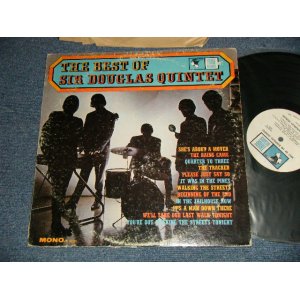 THE BEST OF
SIR DOUGLAS QUINTET
SHE'S ABOUT A MOVER
THE RAINS CAME
QUARTER TO THREE
THE TRACKER
PLEASE JUST SAY SO
IT WAS IN THE PINES
WALKING THE STREETS
BEGINNING OF THE END
IN THE JAILHOUSE NOW
IT'S A MAN DOWN THERE
WE'LL TAKE OUR LAST WALK TONIGHT
YOU'RE OUT WALKING THE STREETS TONIGHT
MONO